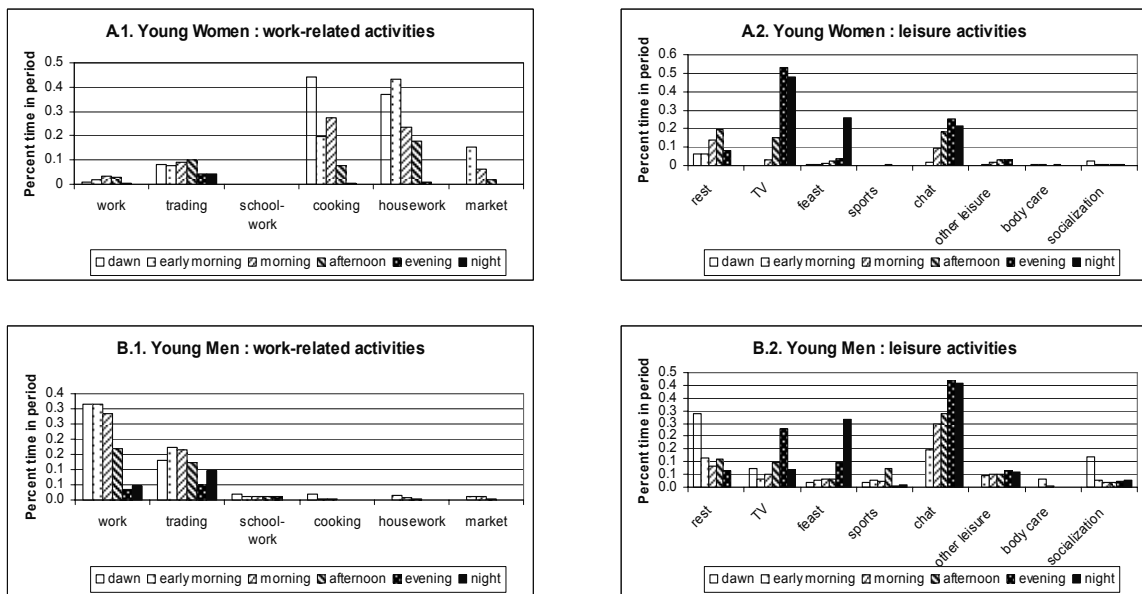 A.1. Young Women : work-related activities
Percent time in period
0.5
0.4
0.3
0.2
0.1
0
work trading school- cooking housework market
work
dawn early morning morning afternoon evening night
A.2. Young Women : leisure activities
Percent time in period
0.6
0.5
0.4
0.3
0.2
0.1
0
rest TV feast sports chat other leisure body care socialization
dawn early morning morning afternoon evening night
B.1. Young Men : work-related activities
Percent time in period
0.4
0.3
0.3
0.2
0.2
0.1
0.1
0.0
work trading school- cooking housework market
work
dawn early morning morning afternoon evening night
B.2. Young Men : leisure activities
Percent time in period
0.5
0.4
0.4
0.3
0.3
0.2
0.2
0.1
0.1
0.0
rest TV feast sports chat other leisure body care socialization
dawn early morning morning afternoon evening night